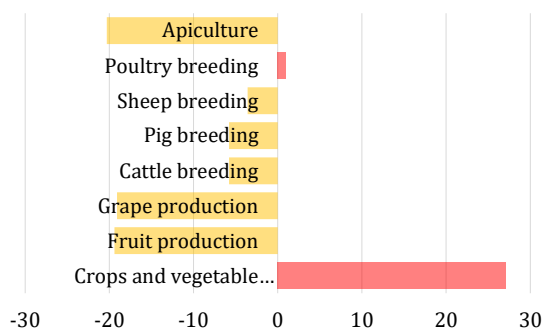 Apiculture
Poultry breeding
Sheep breeding
Pig breeding
Cattle breeding
Grape production
Fruit production
Crops and vegetable…
-30 -20 -10 0 10 20 30